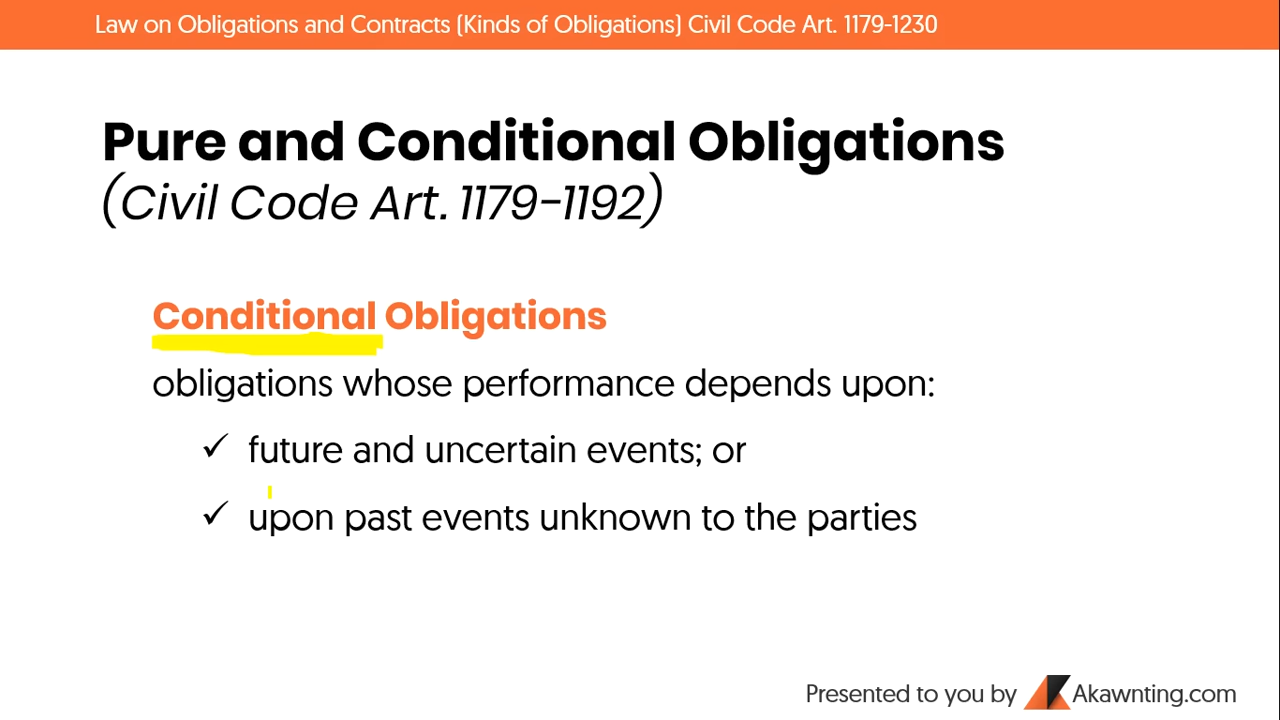 Law on Obligations and Contracts (Kinds of Obligations) Civil Code Art. 1179-1230
Pure and Conditional Obligations
(Civil Code Art. 1179-1192)
Conditional Obligations
obligations whose performance depends upon:
✓ future and uncertain events; or
✓ upon past events unknown to the parties
Presented to you by Akawnting.com